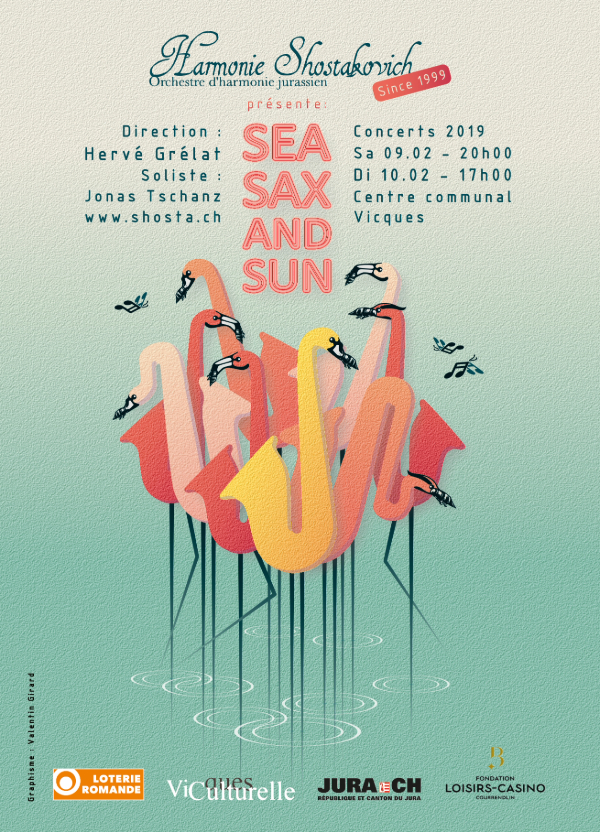 Harmonie Shostakovich
Orchestre d'harmonie jurassien
Since 1999
présente:
Direction :
Hervé Grélat
Soliste :
Jonas Tschanz
www.shosta.ch
SEA
SAX
AND
SUN
Concerts 2019
Sa 09.02 – 20h00
Di 10.02 – 17h00
Centre communal
Vicques
Graphisme : Valentin Girard
LOTERIE
ROMANDE
Vicques
Culturelle
JURA CH
RÉPUBLIQUE ET CANTON DU JURA
FONDATION
LOISIRS-CASINO
COURRENDLIN